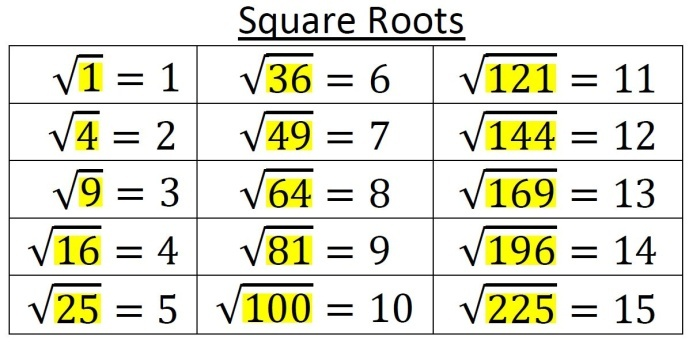 Square Roots
√1 = 1 √36 = 6 √121 = 11
√4 = 2 √49 = 7 √144 = 12
√9 = 3 √64 = 8 √169 = 13
√16 = 4 √81 = 9 √196 = 14
√25 = 5 √100 = 10 √225 = 15